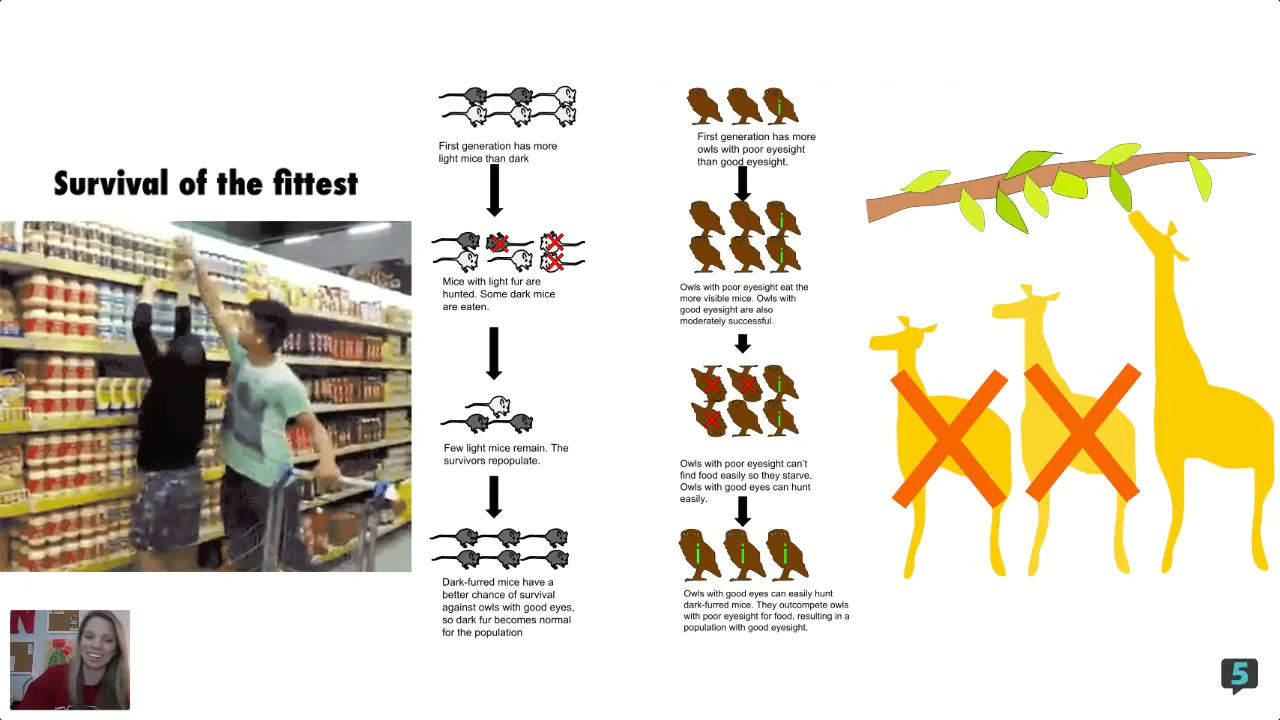 Survival of the fittest
First generation has more
light mice than dark
Mice with light fur are
hunted. Some dark mice
are eaten.
Few light mice remain. The
survivors repopulate.
Dark-furred mice have a
better chance of survival
against owls with good eyes,
so dark fur becomes normal
for the population
i
First generation has more
owls with poor eyesight
than good eyesight.
i
i
Owls with poor eyesight eat the
more visible mice. Owls with
good eyesight are also
moderately successful.
i
i
Owls with poor eyesight can't
find food easily so they starve.
Owls with good eyes can hunt
easily.
i i i
Owls with good eyes can easily hunt
dark-furred mice. They outcompete owls
with poor eyesight for food, resulting in a
population with good eyesight.
N
5